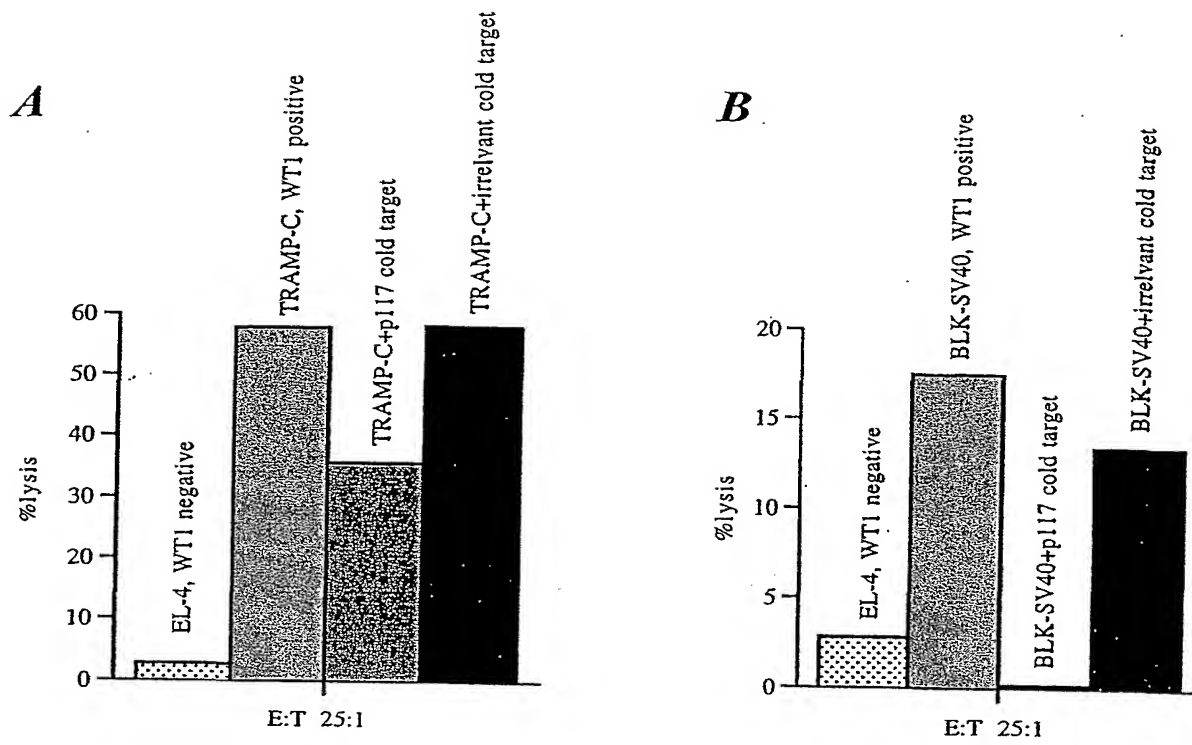 A
%lysis
60
50
40
30
20
10
0
EL-4, WT1 negative
TRAMP-C, WT1 positive
TRAMP-C+p117 cold target
TRAMP-C+irrelvant cold target
E:T 25:1
B
%lysis
20
15
10
5
0
EL-4, WT1 negative
BLK-SV40, WT1 positive
BLK-SV40+p117 cold target
BLK-SV40+irrelvant cold target
E:T 25:1